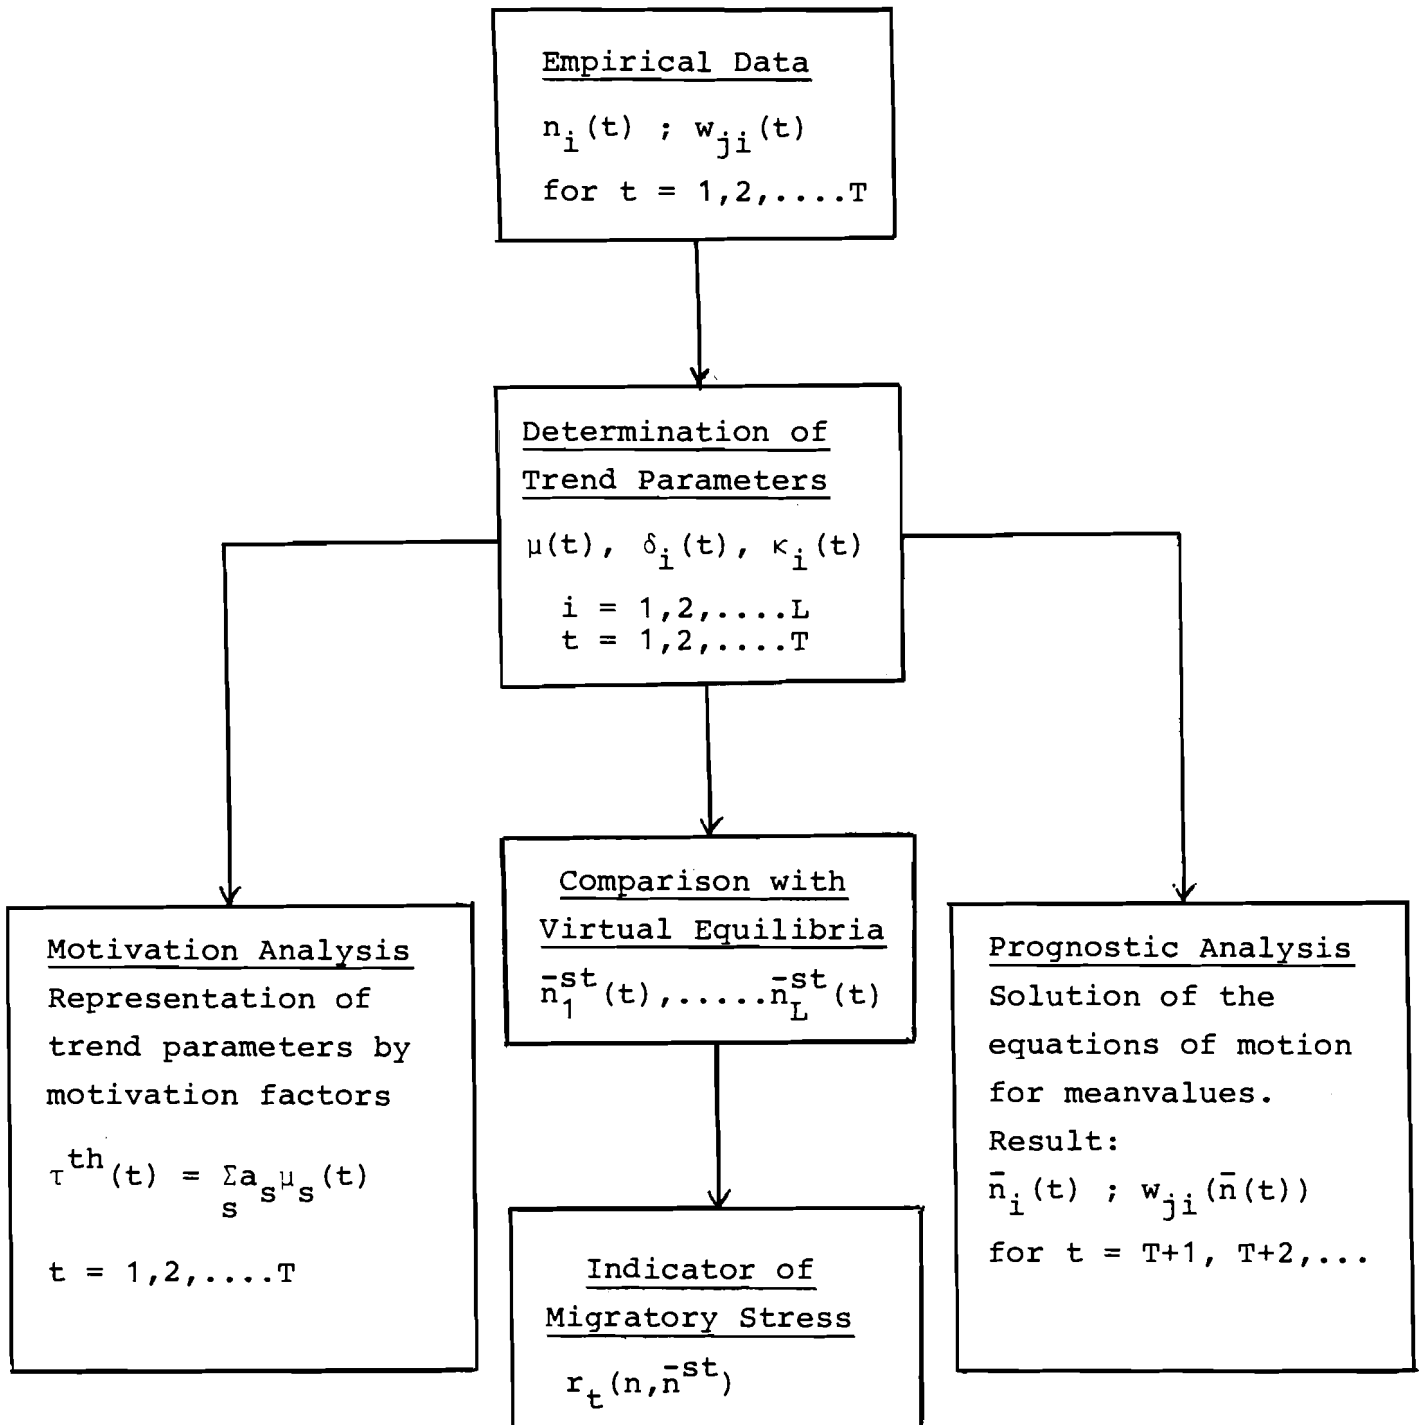 Empirical Data
n_i(t) ; w_ji(t)
for t = 1,2,....T
Determination of
Trend Parameters
μ(t), δ_i(t), κ_i(t)
i = 1,2,....L
t = 1,2,....T
Motivation Analysis
Representation of
trend parameters by
motivation factors
τ^th(t) = Σ_s a_s μ_s(t)
t = 1,2,....T
Comparison with
Virtual Equilibria
n̄_1^st(t),.....n̄_L^st(t)
Indicator of
Migratory Stress
r_t(n,n̄^st)
Prognostic Analysis
Solution of the
equations of motion
for meanvalues.
Result:
n̄_i(t) ; w_ji(n̄(t))
for t = T+1, T+2,...